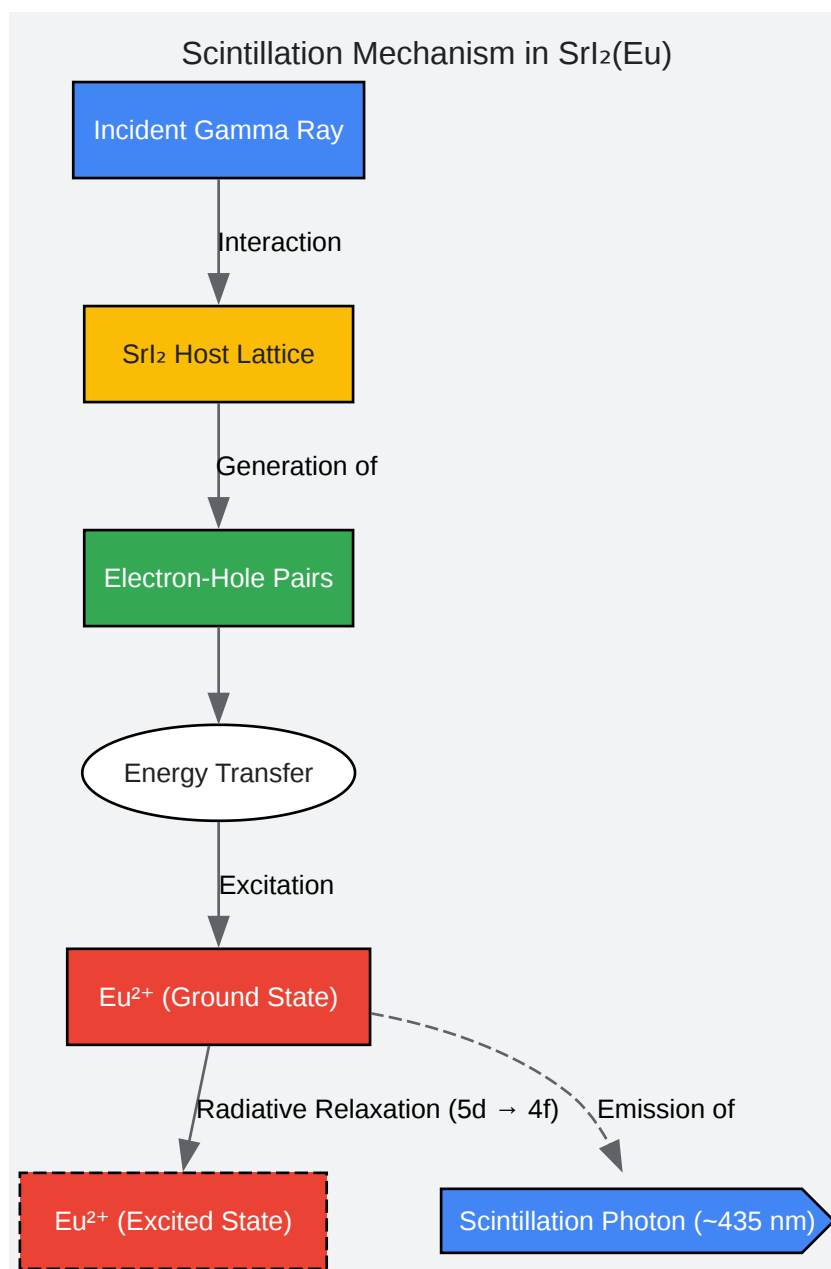 Scintillation Mechanism in SrI₂(Eu)
Incident Gamma Ray
Interaction
SrI₂ Host Lattice
Generation of
Electron-Hole Pairs
Energy Transfer
Excitation
Eu²⁺ (Ground State)
Radiative Relaxation (5d → 4f)
Emission of
Eu²⁺ (Excited State)
Scintillation Photon (~435 nm)